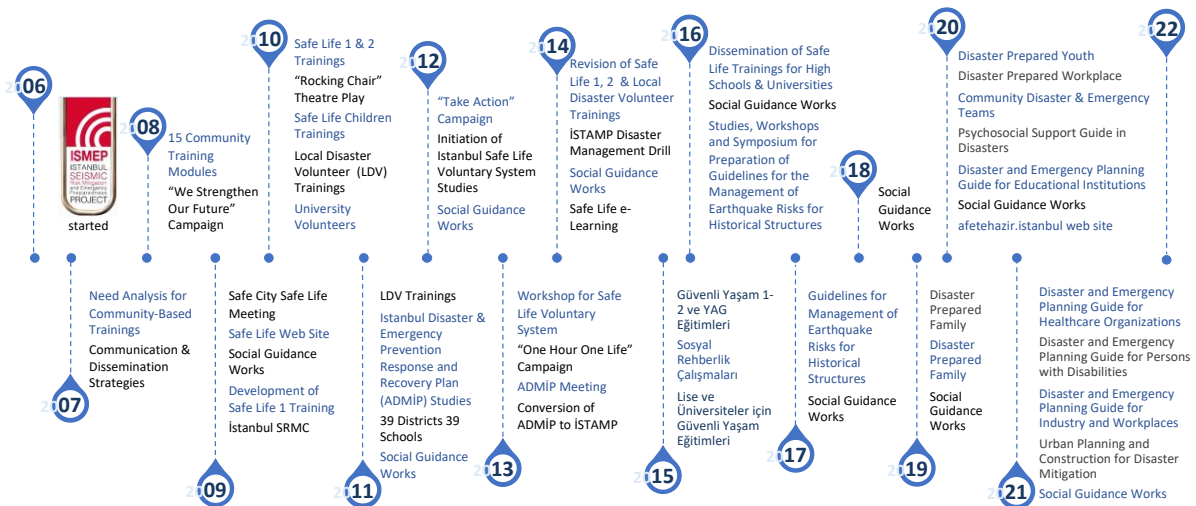 2006
ISMEP
ISTANBUL
SEISMIC
Risk Mitigation
and Emergency
Preparedness
PROJECT
started
2007
Need Analysis for
Community-Based
Trainings
Communication &
Dissemination
Strategies
2008
15 Community
Training
Modules
“We Strengthen
Our Future”
Campaign
2009
Safe City Safe Life
Meeting
Safe Life Web Site
Social Guidance
Works
Development of
Safe Life 1 Training
İstanbul SRMC
2010
Safe Life 1 & 2
Trainings
“Rocking Chair”
Theatre Play
Safe Life Children
Trainings
Local Disaster
Volunteer (LDV)
Trainings
University
Volunteers
2011
LDV Trainings
Istanbul Disaster &
Emergency
Prevention
Response and
Recovery Plan
(ADMİP) Studies
39 Districts 39
Schools
Social Guidance
Works
2012
“Take Action”
Campaign
Initiation of
Istanbul Safe Life
Voluntary System
Studies
Social Guidance
Works
2013
Workshop for Safe
Life Voluntary
System
“One Hour One Life”
Campaign
ADMİP Meeting
Conversion of
ADMİP to İSTAMP
2014
Revision of Safe
Life 1, 2 & Local
Disaster Volunteer
Trainings
İSTAMP Disaster
Management Drill
Social Guidance
Works
Safe Life e-
Learning
2015
Güvenli Yaşam 1-
2 ve YAG
Eğitimleri
Sosyal
Rehberlik
Çalışmaları
Lise ve
Üniversiteler için
Güvenli Yaşam
Eğitimleri
2016
Dissemination of Safe
Life Trainings for High
Schools & Universities
Social Guidance Works
Studies, Workshops
and Symposium for
Preparation of
Guidelines for the
Management of
Earthquake Risks for
Historical Structures
2017
Guidelines for
Management of
Earthquake
Risks for
Historical
Structures
Social Guidance
Works
2018
Social
Guidance
Works
2019
Disaster
Prepared
Family
Disaster
Prepared
Family
Social
Guidance
Works
2020
Disaster Prepared Youth
Disaster Prepared Workplace
Community Disaster & Emergency
Teams
Psychosocial Support Guide in
Disasters
Disaster and Emergency Planning
Guide for Educational Institutions
Social Guidance Works
afetehazir.istanbul web site
2021
Disaster and Emergency
Planning Guide for
Healthcare Organizations
Disaster and Emergency
Planning Guide for Persons
with Disabilities
Disaster and Emergency
Planning Guide for
Industry and Workplaces
Urban Planning and
Construction for Disaster
Mitigation
Social Guidance Works
2022